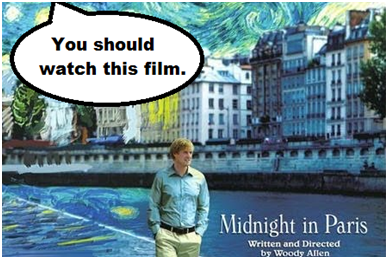 You should
watch this film.
Midnight in Paris
Written and Directed
by Woody Allen